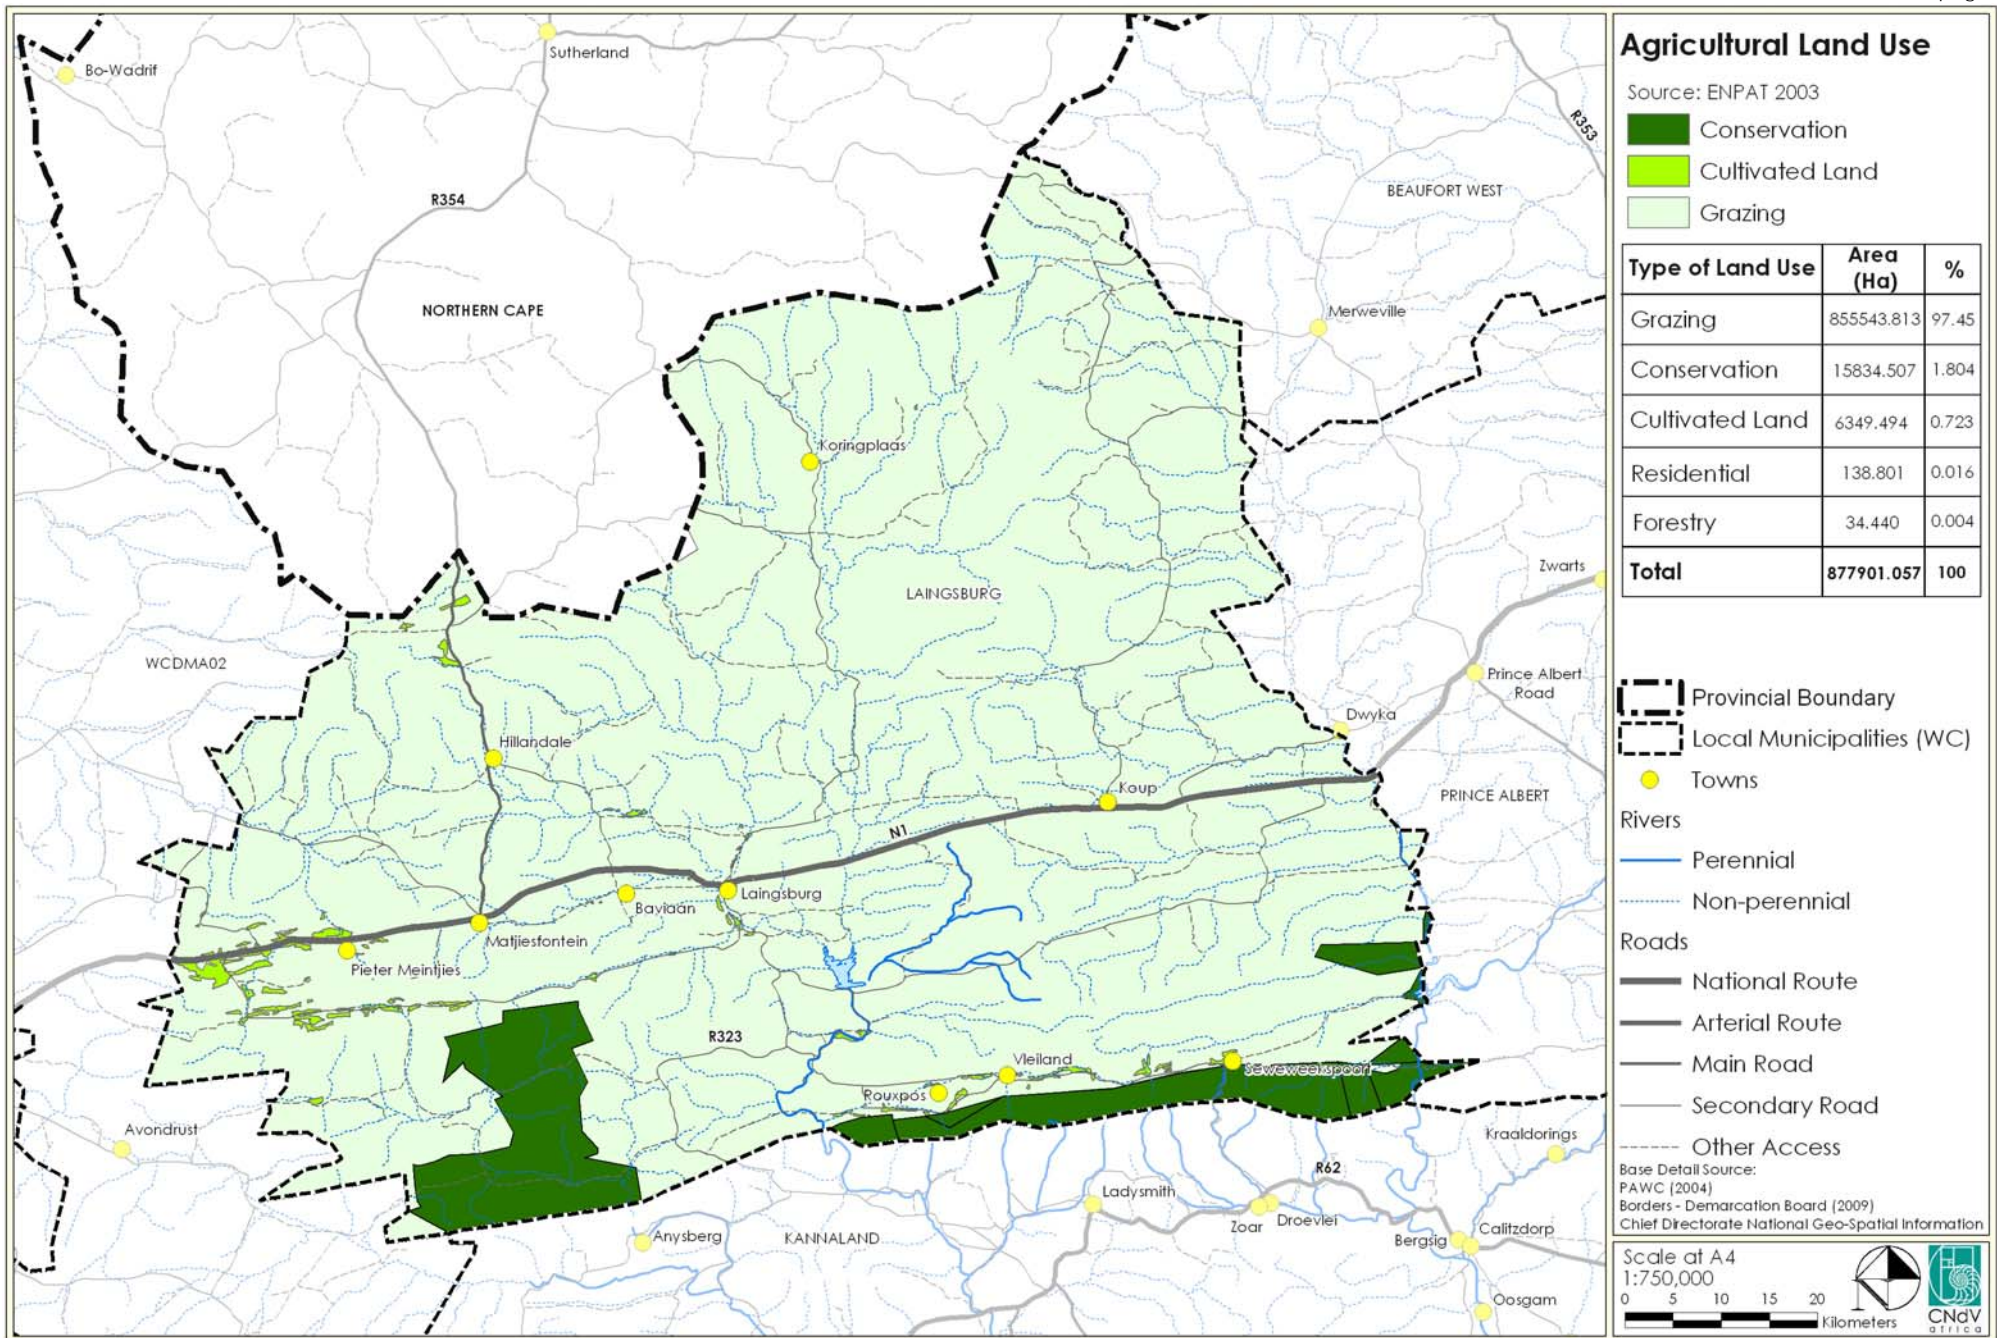 Sutherland
Bo-Wadrif
R353
BEAUFORT WEST
R354
NORTHERN CAPE
Merweville
Koringplaas
Zwarts
LAINGSBURG
WCDMA02
Prince Albert
Road
Dwyka
Hillandale
Koup
PRINCE ALBERT
N1
Laingsburg
Baviaan
Matjiesfontein
Pieter Meintjies
R323
Vleiland
Seweweekspoort
Rouxpos
Avondrust
Kraaldorings
R62
Ladysmith
Zoar
Droevlei
Calitzdorp
Bergsig
Anysberg
KANNALAND
Oosgam
Agricultural Land Use
Source: ENPAT 2003
Conservation
Cultivated Land
Grazing
Type of Land Use Area (Ha) %
Grazing 855543.813 97.45
Conservation 15834.507 1.804
Cultivated Land 6349.494 0.723
Residential 138.801 0.016
Forestry 34.440 0.004
Total 877901.057 100
Provincial Boundary
Local Municipalities (WC)
Towns
Rivers
Perennial
Non-perennial
Roads
National Route
Arterial Route
Main Road
Secondary Road
Other Access
Base Detail Source:
PAWC (2004)
Borders - Demarcation Board (2009)
Chief Directorate National Geo-Spatial Information
Scale at A4
1:750,000
0 5 10 15 20
Kilometers
CNdV
africa